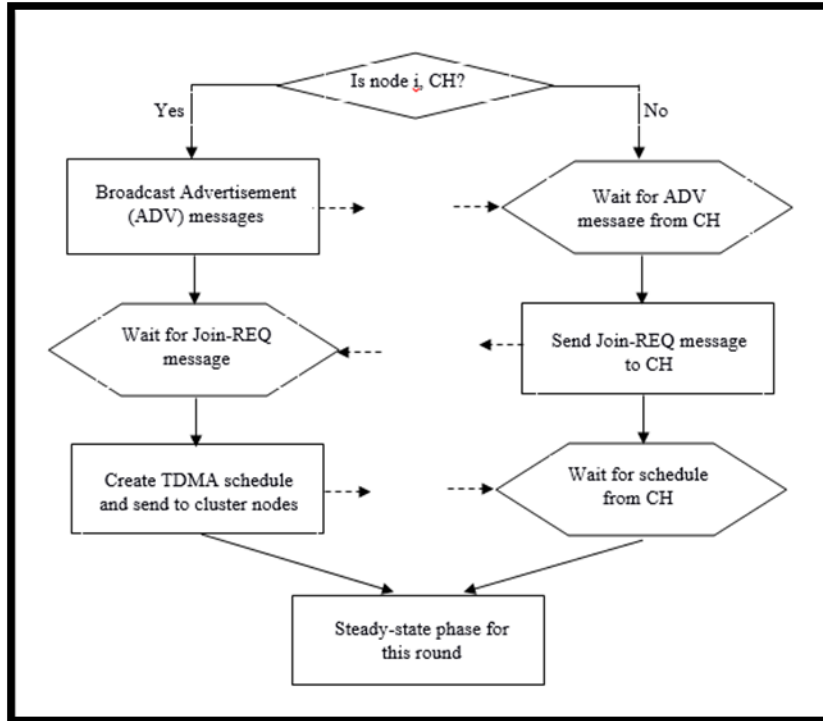 Is node i, CH?
Yes
No
Broadcast Advertisement
(ADV) messages
Wait for ADV
message from CH
Wait for Join-REQ
message
Send Join-REQ message
to CH
Create TDMA schedule
and send to cluster nodes
Wait for schedule
from CH
Steady-state phase for
this round